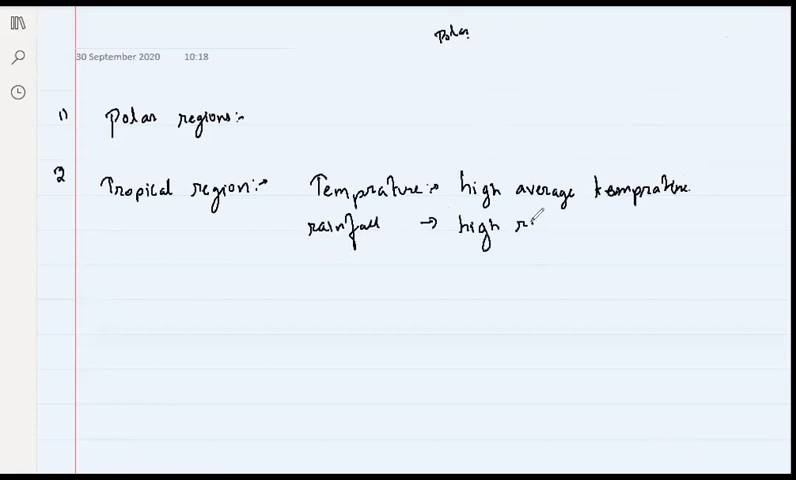 Polar
30 September 2020 10:18
1) Polar regions:-
2 Tropical region:→ Temprature:→ high average temprature
rainfall → high r